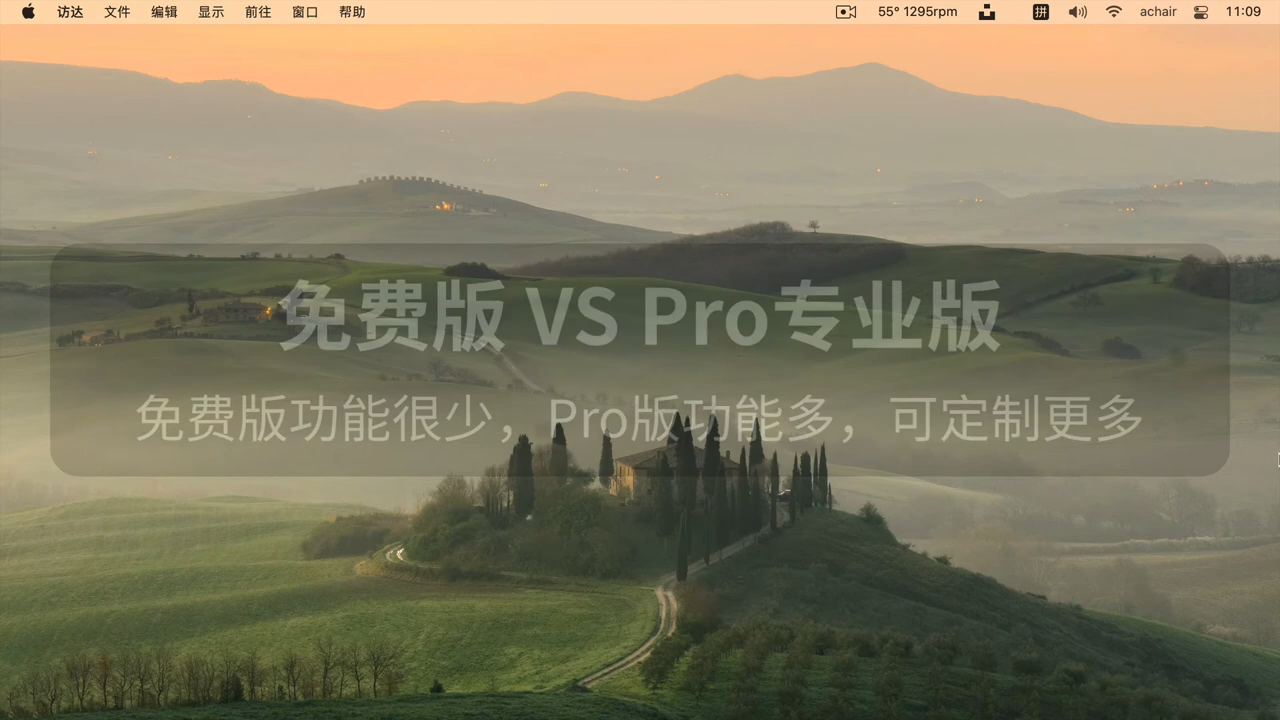 访达 文件 编辑 显示 前往 窗口 帮助 55° 1295rpm 拼 achair 11:09
免费版 VS Pro专业版
免费版功能很少，Pro版功能多，可定制更多